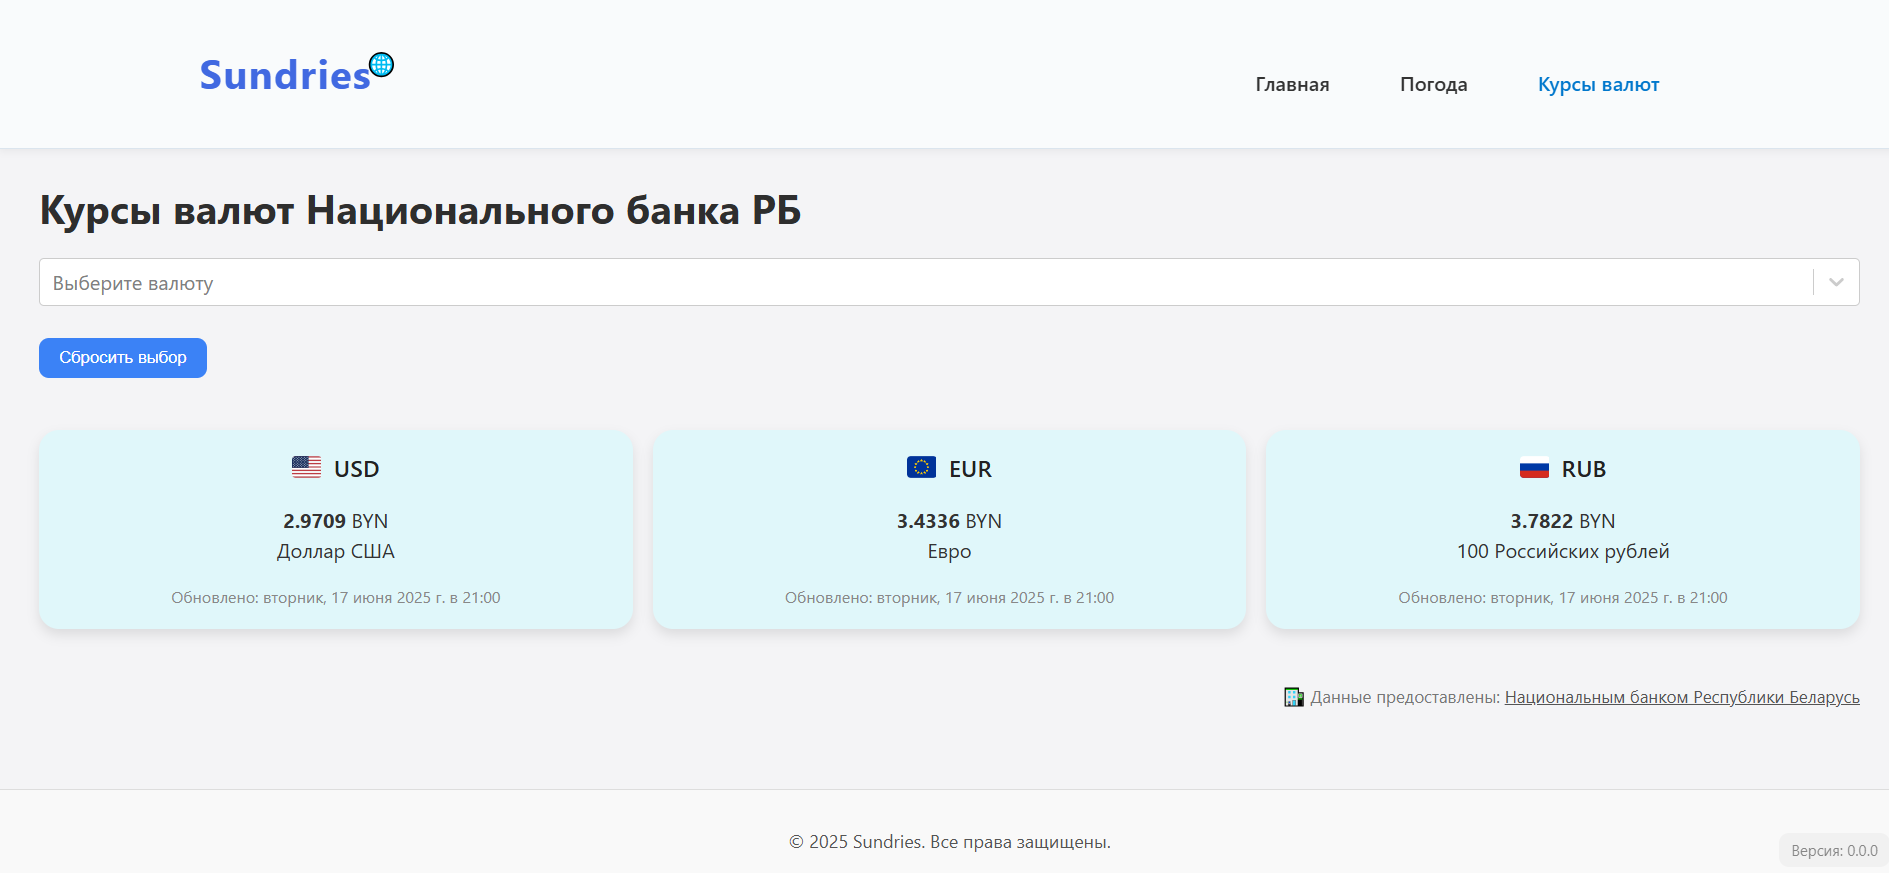 Sundries
Главная Погода Курсы валют
Курсы валют Национального банка РБ
Выберите валюту
Сбросить выбор
USD
2.9709 BYN
Доллар США
Обновлено: вторник, 17 июня 2025 г. в 21:00
EUR
3.4336 BYN
Евро
Обновлено: вторник, 17 июня 2025 г. в 21:00
RUB
3.7822 BYN
100 Российских рублей
Обновлено: вторник, 17 июня 2025 г. в 21:00
Данные предоставлены: Национальным банком Республики Беларусь
© 2025 Sundries. Все права защищены.
Версия: 0.0.0